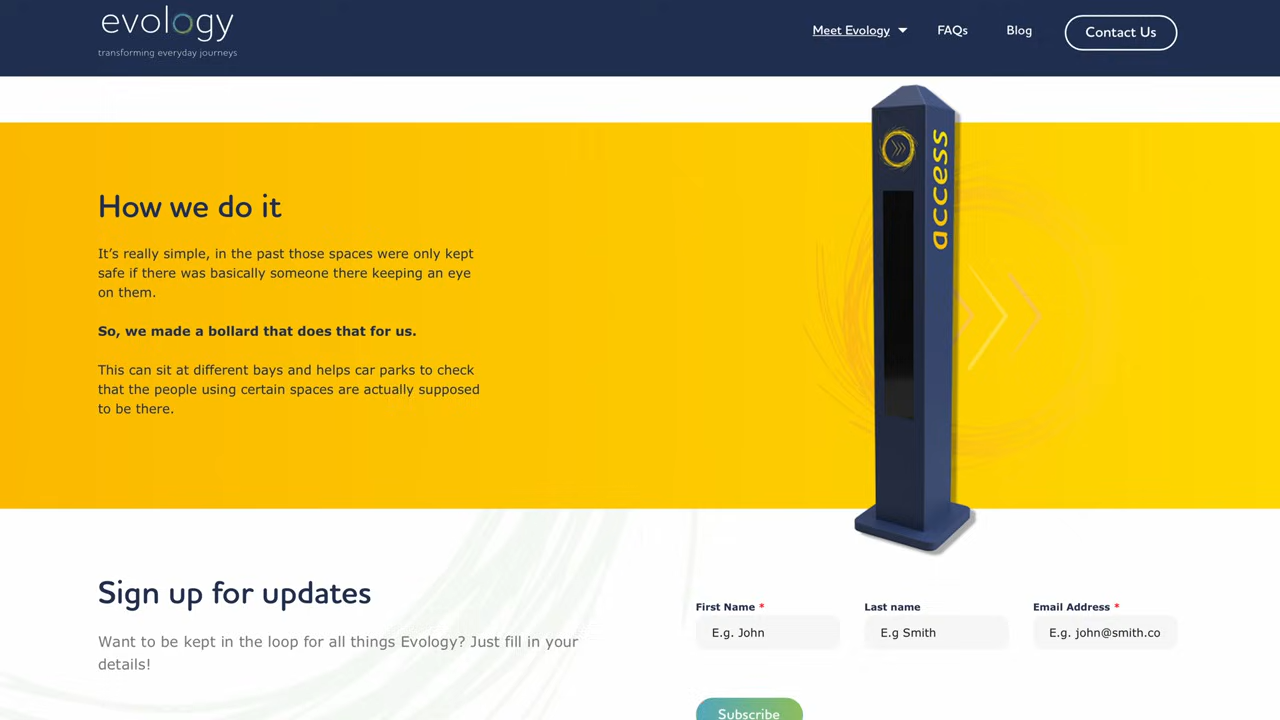 evology
transforming everyday journeys
Meet Evology
FAQs
Blog
Contact Us
access
How we do it
It’s really simple, in the past those spaces were only kept
safe if there was basically someone there keeping an eye
on them.
So, we made a bollard that does that for us.
This can sit at different bays and helps car parks to check
that the people using certain spaces are actually supposed
to be there.
Sign up for updates
Want to be kept in the loop for all things Evology? Just fill in your
details!
First Name *
Last name
Email Address *
E.g. John
E.g Smith
E.g. john@smith.co
Subscribe